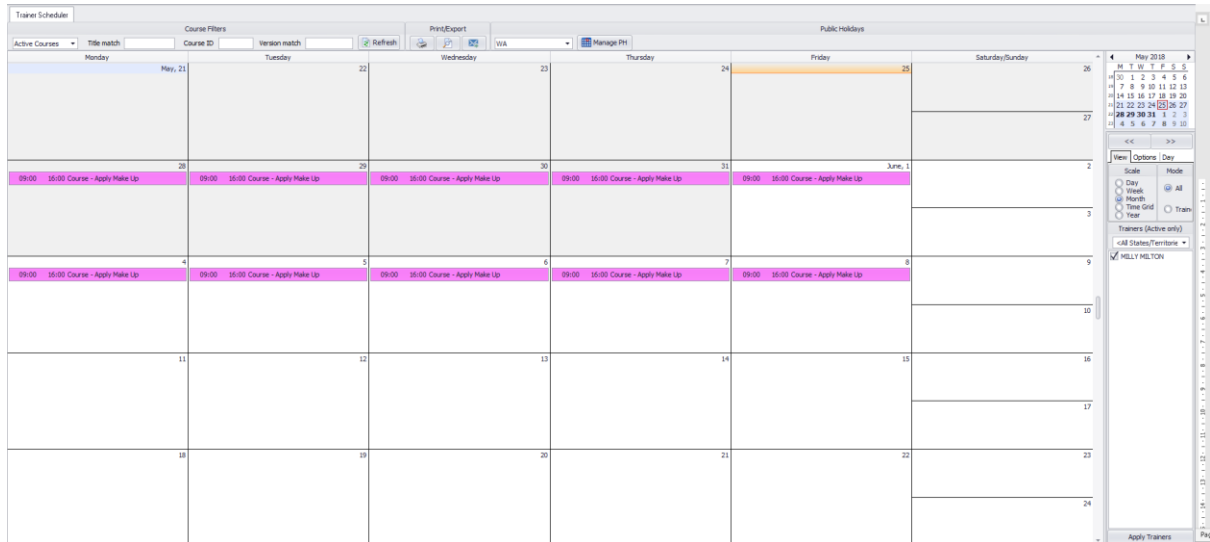 Trainer Scheduler
Course Filters Print/Export Public Holidays
Active Courses Title match Course ID Version match Refresh WA Manage PH
Monday Tuesday Wednesday Thursday Friday Saturday/Sunday
May, 21 22 23 24 25 26
27
28 29 30 31 June, 1 2
09:00 16:00 Course - Apply Make Up 09:00 16:00 Course - Apply Make Up 09:00 16:00 Course - Apply Make Up 09:00 16:00 Course - Apply Make Up 09:00 16:00 Course - Apply Make Up
3
4 5 6 7 8 9
09:00 16:00 Course - Apply Make Up 09:00 16:00 Course - Apply Make Up 09:00 16:00 Course - Apply Make Up 09:00 16:00 Course - Apply Make Up 09:00 16:00 Course - Apply Make Up
10
11 12 13 14 15 16
17
18 19 20 21 22 23
24
May 2018
M T W T F S S
18 30 1 2 3 4 5 6
19 7 8 9 10 11 12 13
20 14 15 16 17 18 19 20
21 21 22 23 24 25 26 27
22 28 29 30 31 1 2 3
23 4 5 6 7 8 9 10
<< >>
View Options Day
Scale Mode
Day
Week All
Month
Time Grid Traine
Year
Trainers (Active only)
<All States/Territorie
MILLY MILTON
Apply Trainers
Pag